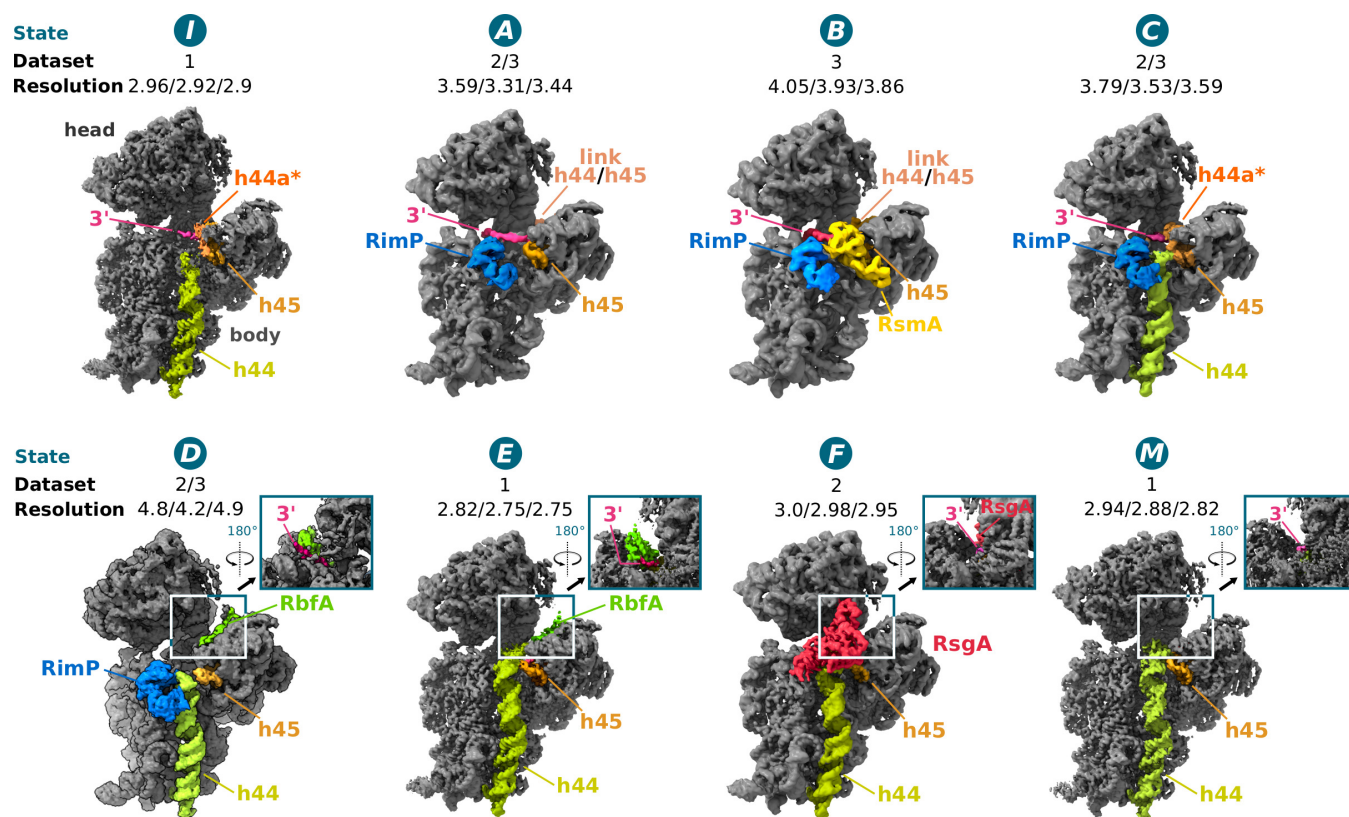 State I A B C
Dataset 1 2/3 3 2/3
Resolution 2.96/2.92/2.9 3.59/3.31/3.44 4.05/3.93/3.86 3.79/3.53/3.59
head
link link
h44a* h44/h45 h44/h45 h44a*
3' 3' 3' 3'
RimP RimP RimP
h45 h45 h45 h45
body RsmA
h44 h44
State D E F M
Dataset 2/3 1 2 1
Resolution 4.8/4.2/4.9 2.82/2.75/2.75 3.0/2.98/2.95 2.94/2.88/2.82
180° 3' 180° 3' 180° 3' RsgA 180° 3'
RbfA RbfA
RsgA
RimP
h45 h45 h45 h45
h44 h44 h44 h44